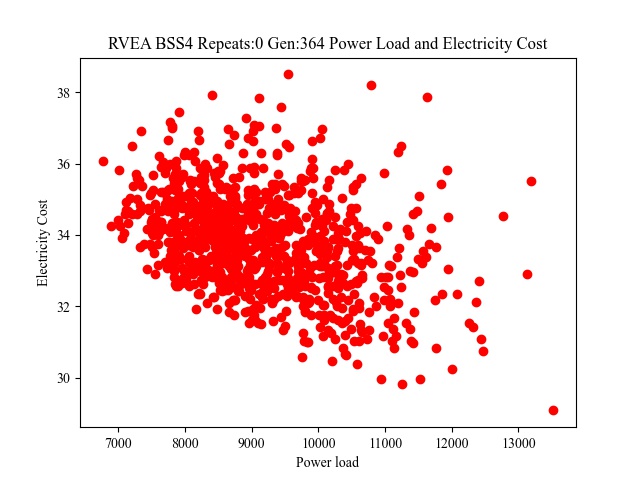 RVEA BSS4 Repeats:0 Gen:364 Power Load and Electricity Cost
38
36
34
32
30
Electricity Cost
7000 8000 9000 10000 11000 12000 13000
Power load